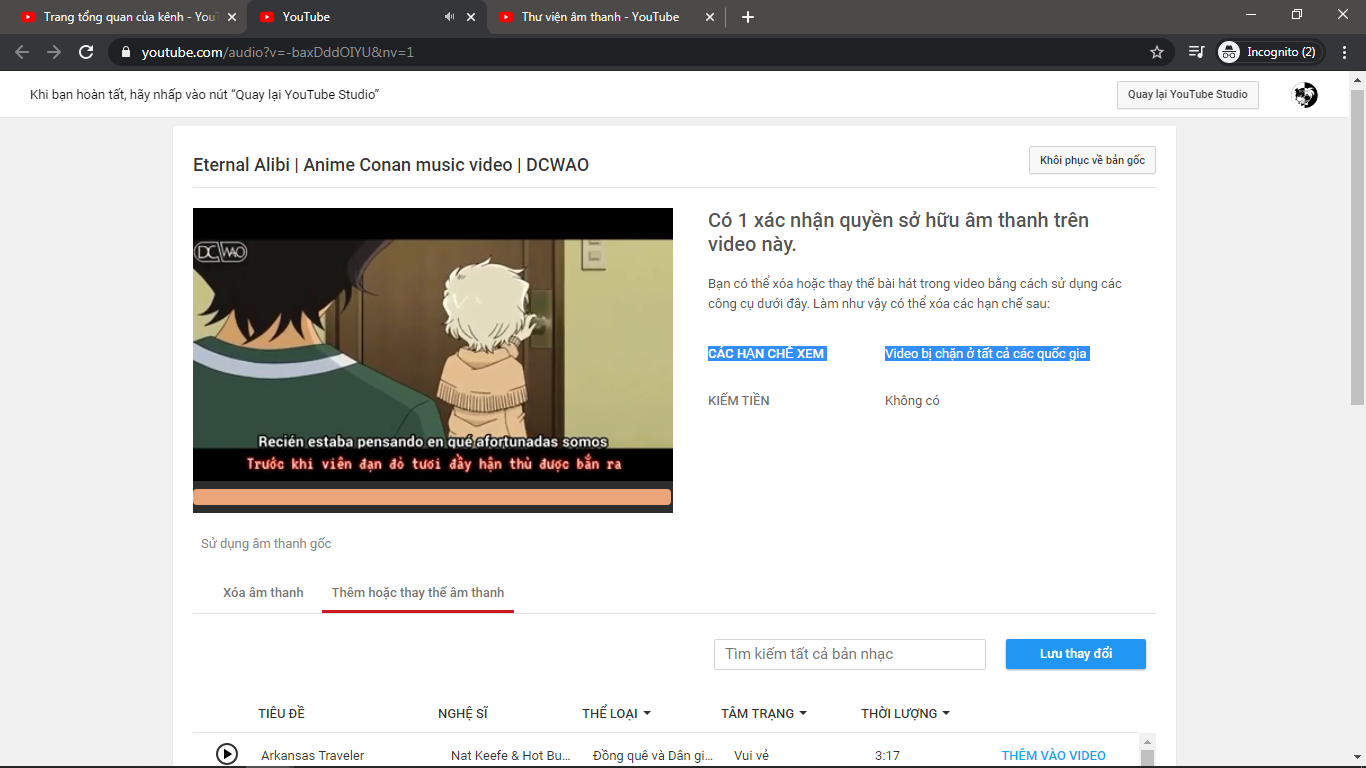 Trang tổng quan của kênh - You
YouTube
Thư viện âm thanh - YouTube
youtube.com/audio?v=-baxDddOIYU&nv=1
Incognito (2)
Khi bạn hoàn tất, hãy nhấp vào nút “Quay lại YouTube Studio”
Quay lại YouTube Studio
Eternal Alibi | Anime Conan music video | DCWAO
Khôi phục về bản gốc
DC WAO
Recién estaba pensando en qué afortunadas somos
Trước khi viên đạn đỏ tươi đầy hận thù được bắn ra
Có 1 xác nhận quyền sở hữu âm thanh trên
video này.
Bạn có thể xóa hoặc thay thế bài hát trong video bằng cách sử dụng các
công cụ dưới đây. Làm như vậy có thể xóa các hạn chế sau:
CÁC HẠN CHẾ XEM Video bị chặn ở tất cả các quốc gia
KIẾM TIỀN Không có
Sử dụng âm thanh gốc
Xóa âm thanh Thêm hoặc thay thế âm thanh
Tìm kiếm tất cả bản nhạc Lưu thay đổi
TIÊU ĐỀ NGHỆ SĨ THỂ LOẠI TÂM TRẠNG THỜI LƯỢNG
Arkansas Traveler Nat Keefe & Hot Bu... Đồng quê và Dân gi... Vui vẻ 3:17 THÊM VÀO VIDEO